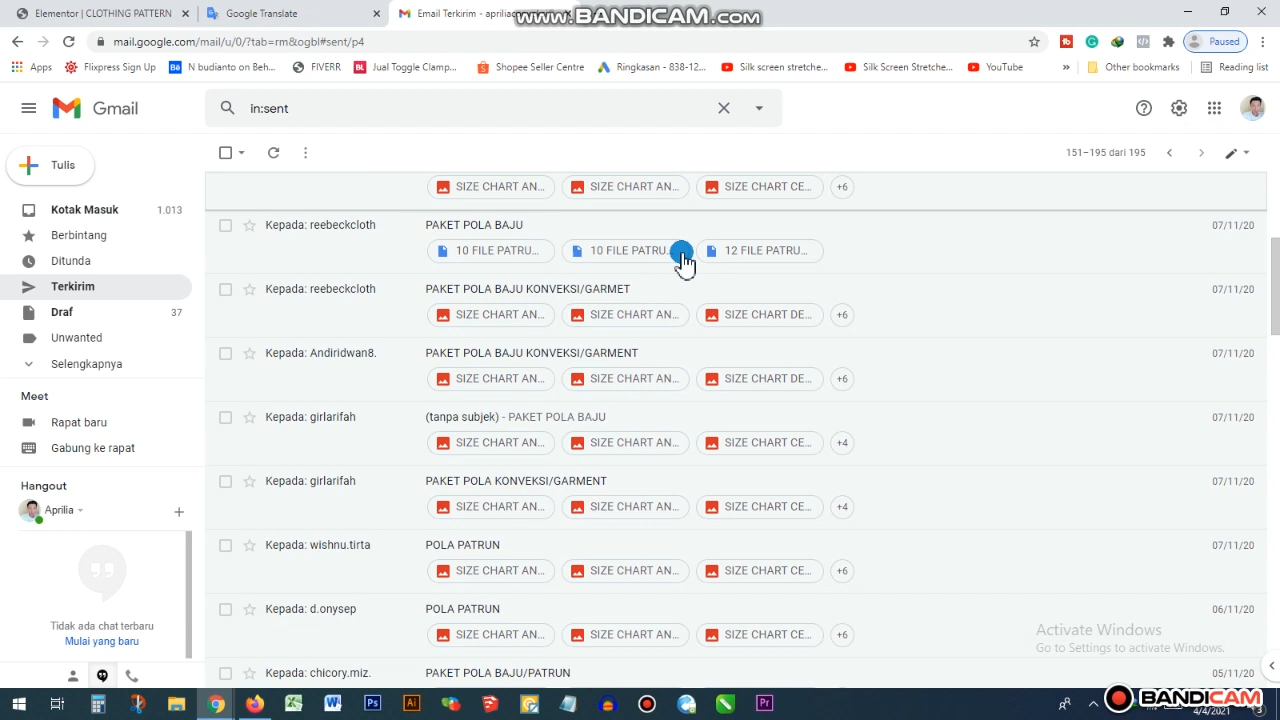 Elementor | CLOTHING PATTERN
Google Translate
Email Terkirim - apriliac
www.BANDICAM.com
mail.google.com/mail/u/0/?tab=rm&ogbl#sent/p4
Paused
Apps
Fixpress Sign Up
N budianto on Beh...
FIVERR
Jual Toggle Clamp...
Shopee Seller Centre
Ringkasan - 838-12...
Silk screen stretche...
Silk Screen Stretche...
YouTube
Other bookmarks
Reading list
Gmail
in:sent
Tulis
151–195 dari 195
Kotak Masuk 1.013
Berbintang
Ditunda
Terkirim
Draf 37
Unwanted
Selengkapnya
Meet
Rapat baru
Gabung ke rapat
Hangout
Aprilia
Tidak ada chat terbaru
Mulai yang baru
SIZE CHART AN... SIZE CHART AN... SIZE CHART CE... +6
Kepada: reebeckcloth PAKET POLA BAJU 07/11/20
10 FILE PATRU... 10 FILE PATRU... 12 FILE PATRU...
Kepada: reebeckcloth PAKET POLA BAJU KONVEKSI/GARMET 07/11/20
SIZE CHART AN... SIZE CHART AN... SIZE CHART DE... +6
Kepada: Andiridwan8. PAKET POLA BAJU KONVEKSI/GARMENT 07/11/20
SIZE CHART AN... SIZE CHART AN... SIZE CHART DE... +6
Kepada: girlarifah (tanpa subjek) - PAKET POLA BAJU 07/11/20
SIZE CHART AN... SIZE CHART AN... SIZE CHART CE... +4
Kepada: girlarifah PAKET POLA KONVEKSI/GARMENT 07/11/20
SIZE CHART AN... SIZE CHART AN... SIZE CHART CE... +4
Kepada: wishnu.tirta POLA PATRUN 07/11/20
SIZE CHART AN... SIZE CHART AN... SIZE CHART CE... +6
Kepada: d.onysep POLA PATRUN 06/11/20
SIZE CHART AN... SIZE CHART AN... SIZE CHART CE... +6
Kepada: chicory.miz. PAKET POLA BAJU/PATRUN 05/11/20
Activate Windows
Go to Settings to activate Windows.
BANDICAM
4/4/2021